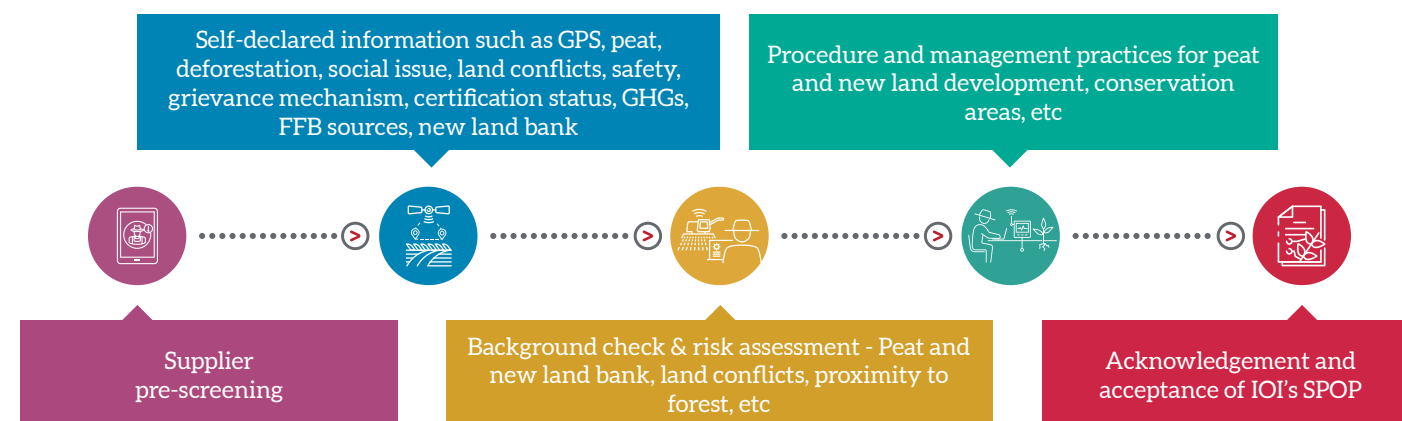 Supplier
pre-screening
Self-declared information such as GPS, peat,
deforestation, social issue, land conflicts, safety,
grievance mechanism, certification status, GHGs,
FFB sources, new land bank
Background check & risk assessment - Peat and
new land bank, land conflicts, proximity to
forest, etc
Procedure and management practices for peat
and new land development, conservation
areas, etc
Acknowledgement and
acceptance of IOI’s SPOP